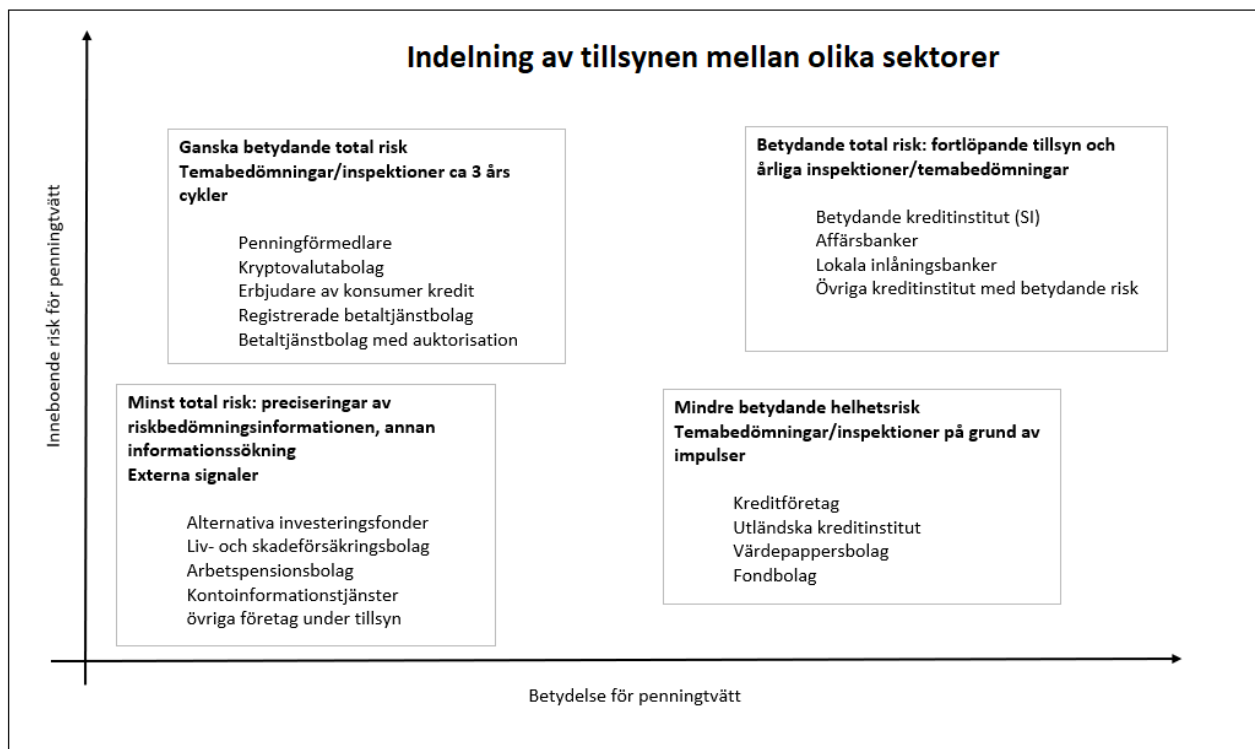 Indelning av tillsynen mellan olika sektorer
Inneboende risk för penningtvätt
Ganska betydande total risk
Temabedömningar/inspektioner ca 3 års
cykler
Penningförmedlare
Kryptovalutabolag
Erbjudare av konsumer kredit
Registrerade betaltjänstbolag
Betaltjänstbolag med auktorisation
Betydande total risk: fortlöpande tillsyn och
årliga inspektioner/temabedömningar
Betydande kreditinstitut (SI)
Affärsbanker
Lokala inlåningsbanker
Övriga kreditinstitut med betydande risk
Minst total risk: preciseringar av
riskbedömningsinformationen, annan
informationssökning
Externa signaler
Alternativa investeringsfonder
Liv- och skadeförsäkringsbolag
Arbetspensionsbolag
Kontoinformationstjänster
övriga företag under tillsyn
Mindre betydande helhetsrisk
Temabedömningar/inspektioner på grund av
impulser
Kreditföretag
Utländska kreditinstitut
Värdepappersbolag
Fondbolag
Betydelse för penningtvätt